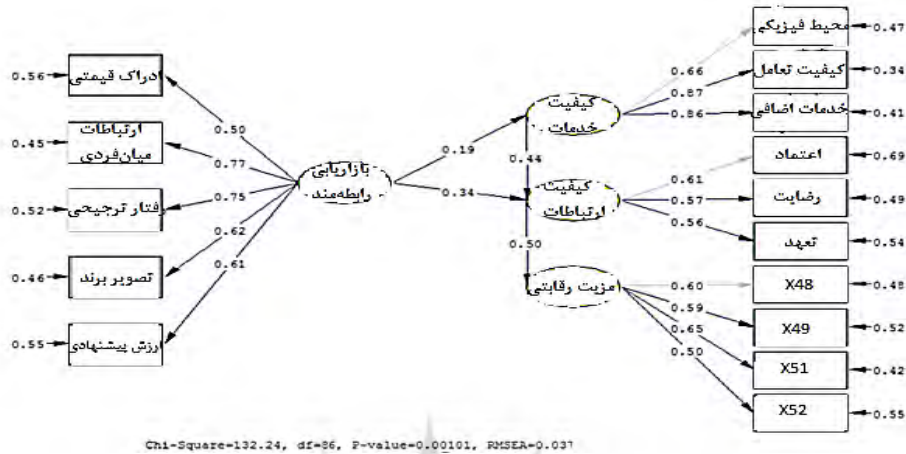 0.56
ادراک قیمتی
0.45
ارتباطات
میان‌فردی
0.52
رفتار ترجیحی
0.46
تصویر برند
0.55
ارزش پیشنهادی
0.50
0.77
0.75
0.62
0.61
بازاریابی
رابطه‌مند
0.19
0.34
کیفیت
خدمات
0.44
کیفیت
ارتباطات
0.50
مزیت رقابتی
0.66
0.87
0.86
0.61
0.57
0.56
0.60
0.59
0.65
0.50
محیط فیزیکی
0.47
کیفیت تعامل
0.34
خدمات اضافی
0.41
اعتماد
0.69
رضایت
0.49
تعهد
0.54
X48
0.48
X49
0.52
X51
0.42
X52
0.55
Chi-Square=132.24, df=86, P-value=0.00101, RMSEA=0.037